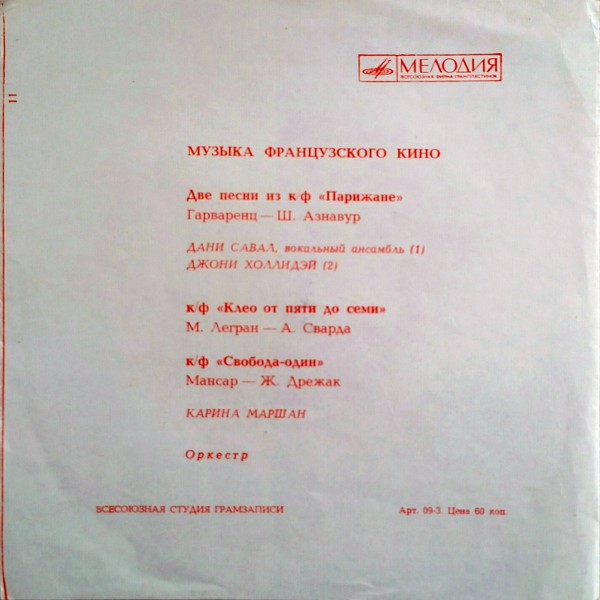 МЕЛОДИЯ
ВСЕСОЮЗНАЯ ФИРМА ГРАМПЛАСТИНОК
11
МУЗЫКА ФРАНЦУЗСКОГО КИНО
Две песни из к/ф «Парижане»
Гарваренц — Ш. Азнавур
ДАНИ САВАЛ, вокальный ансамбль (1)
ДЖОНИ ХОЛЛИДЭЙ (2)
к/ф «Клео от пяти до семи»
М. Легран — А. Сварда
к/ф «Свобода-один»
Мансар — Ж. Дрежак
КАРИНА МАРШАН
Оркестр
ВСЕСОЮЗНАЯ СТУДИЯ ГРАМЗАПИСИ
Арт. 09-3. Цена 60 коп.